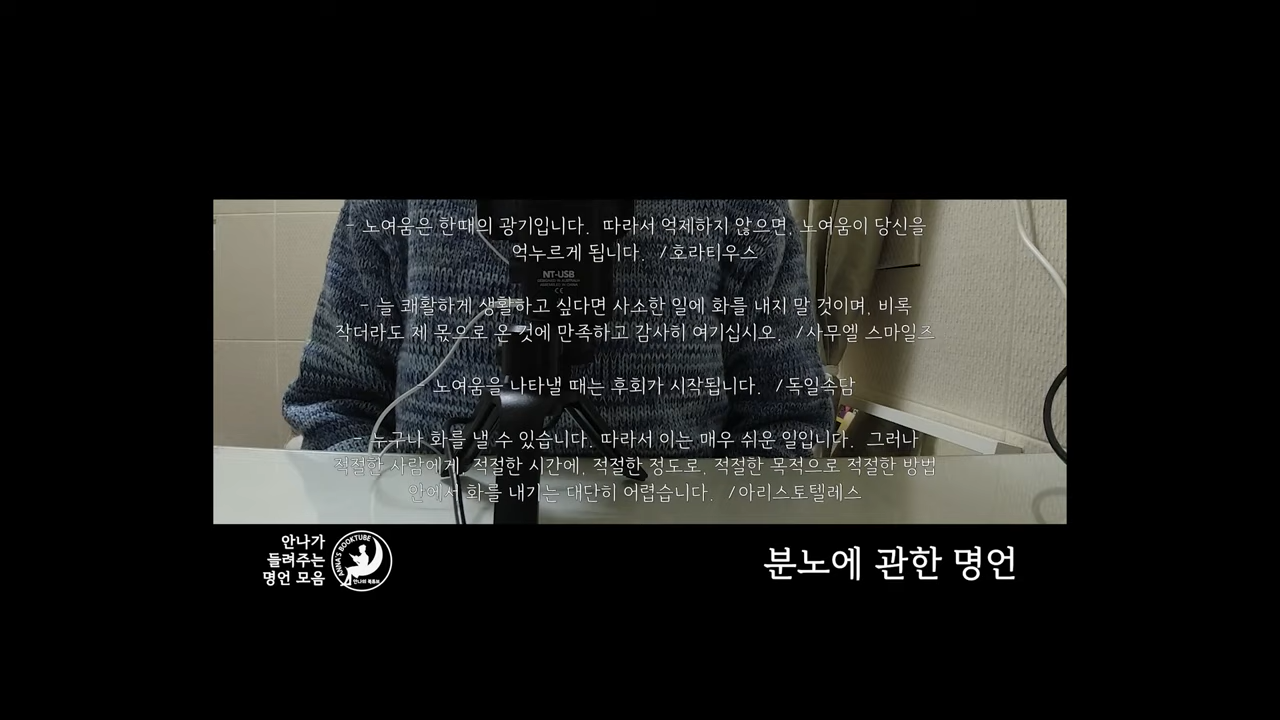 - 노여움은 한때의 광기입니다. 따라서 억제하지 않으면, 노여움이 당신을
억누르게 됩니다. /호라티우스
NT-USB
- 늘 쾌활하게 생활하고 싶다면 사소한 일에 화를 내지 말 것이며, 비록
작더라도 제 몫으로 온 것에 만족하고 감사히 여기십시오. /사무엘 스마일즈
노여움을 나타낼 때는 후회가 시작됩니다. /독일속담
- 누구나 화를 낼 수 있습니다. 따라서 이는 매우 쉬운 일입니다. 그러나
적절한 사람에게, 적절한 시간에, 적절한 정도로, 적절한 목적으로 적절한 방법
안에서 화를 내기는 대단히 어렵습니다. /아리스토텔레스
안나가
들려주는
명언 모음
ANNA'S BOOKTUBE
안나의 북튜브
분노에 관한 명언